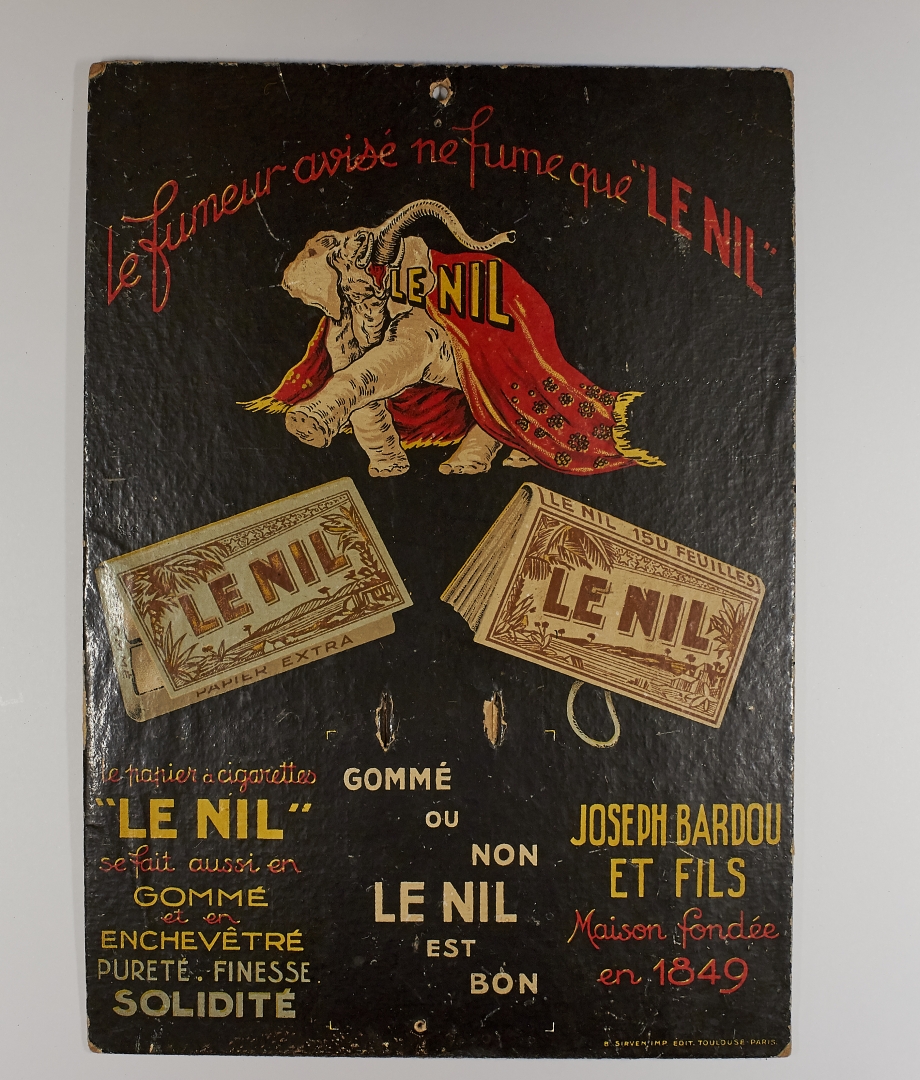 Le fumeur avisé ne fume que "LE NIL"
LE NIL
LE NIL
PAPIER EXTRA
LE NIL 150 FEUILLES
LE NIL
le papier à cigarettes
"LE NIL"
se fait aussi en
GOMMÉ
et en
ENCHEVÊTRÉ
PURETÉ . FINESSE
SOLIDITÉ
GOMMÉ
OU
NON
LE NIL
EST
BON
JOSEPH BARDOU
ET FILS
Maison fondée
en 1849
Bd SIRVEN IMP. EDIT. TOULOUSE-PARIS